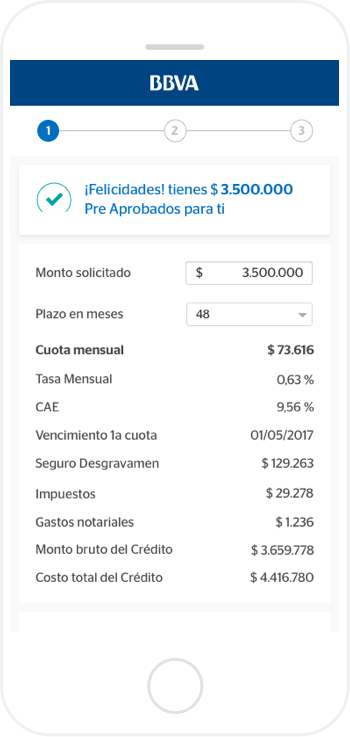 BBVA
1 2 3
¡Felicidades! tienes $ 3.500.000
Pre Aprobados para ti
Monto solicitado $ 3.500.000
Plazo en meses 48
Cuota mensual $ 73.616
Tasa Mensual 0,63 %
CAE 9,56 %
Vencimiento 1a cuota 01/05/2017
Seguro Desgravamen $ 129.263
Impuestos $ 29.278
Gastos notariales $ 1.236
Monto bruto del Crédito $ 3.659.778
Costo total del Crédito $ 4.416.780